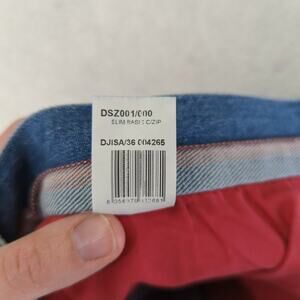 DSZ001/000
SLIM BASIC C/ZIP
DJISA/36 004265